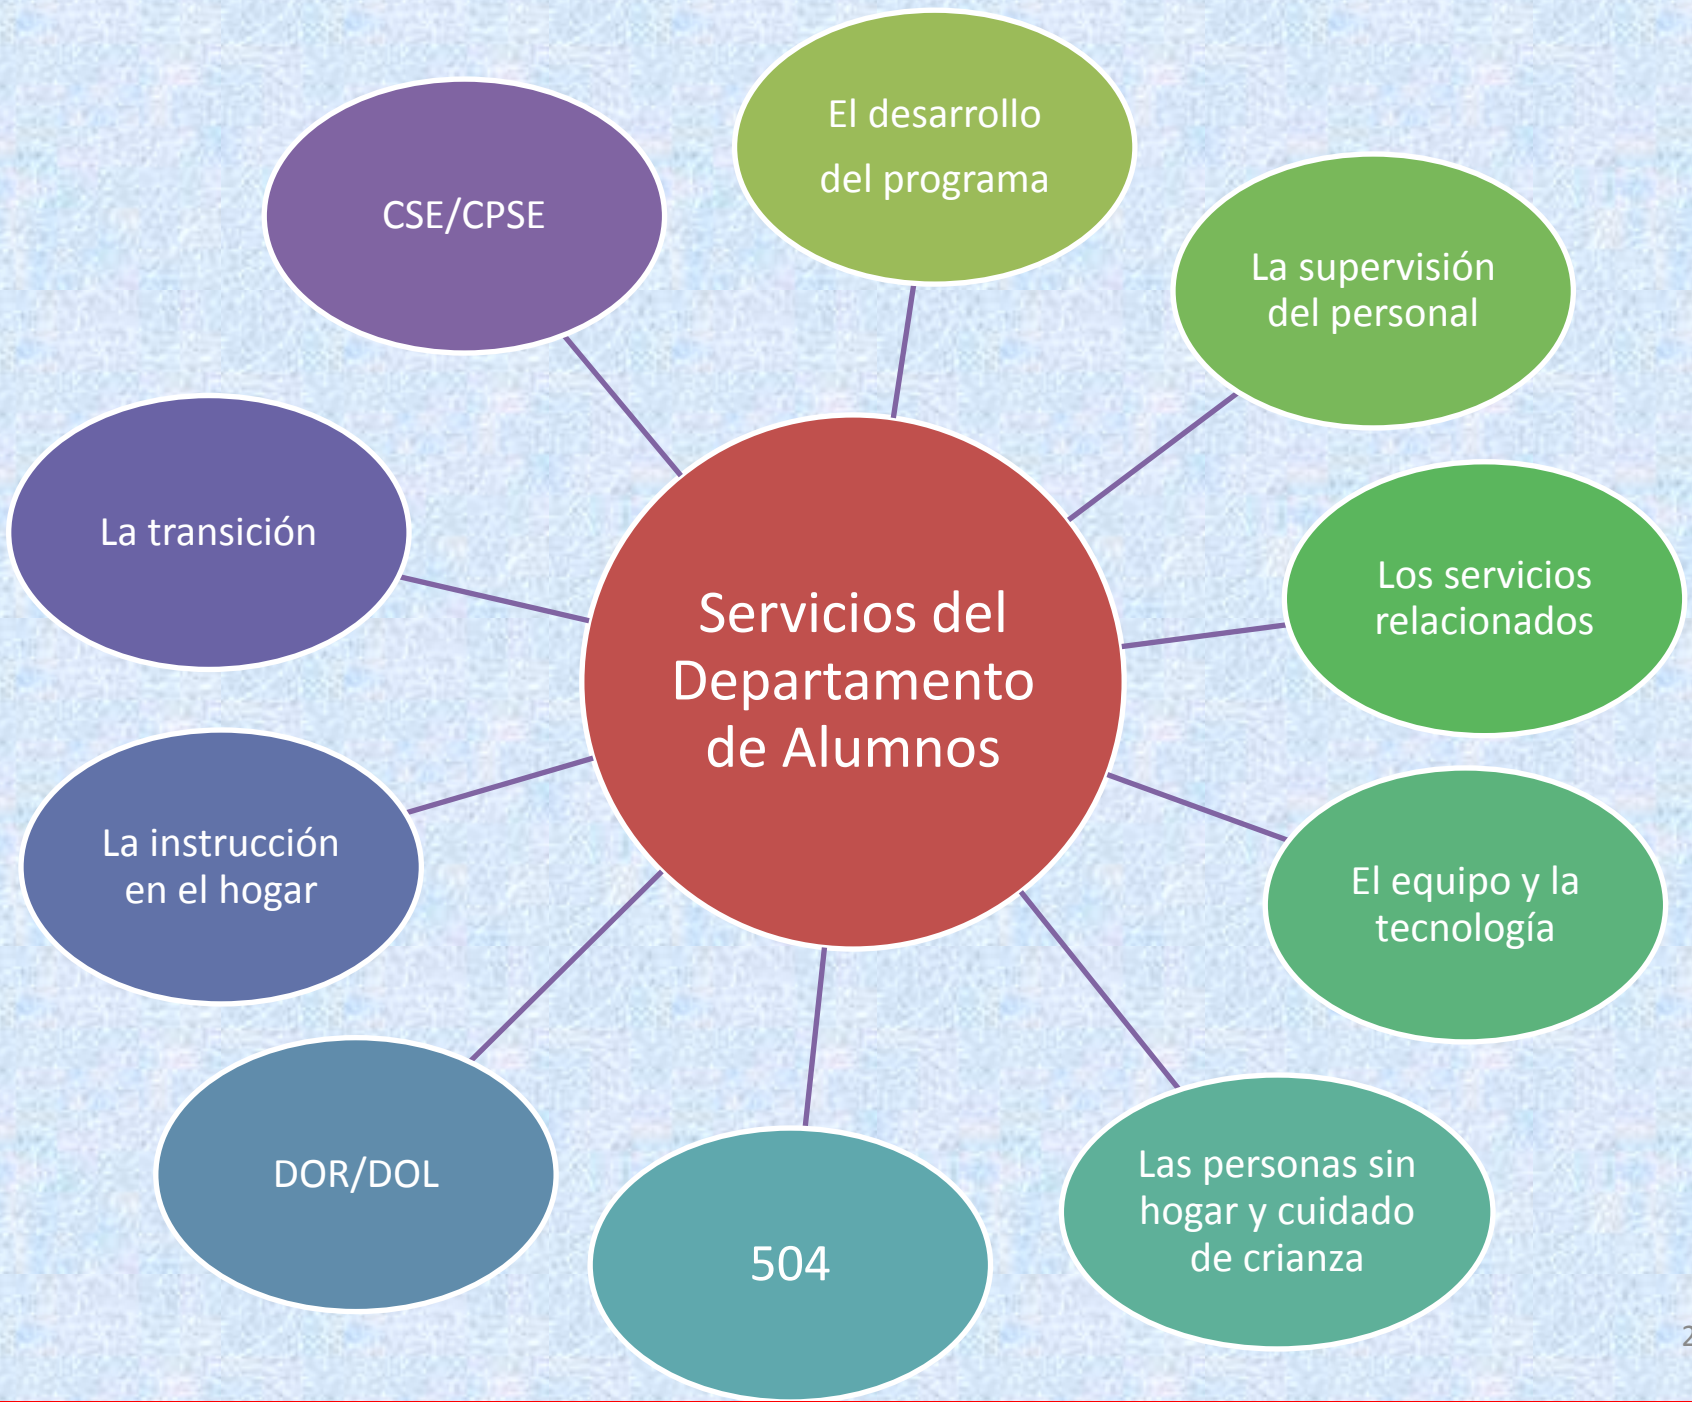 El desarrollo
del programa
CSE/CPSE
La supervisión
del personal
La transición
Los servicios
relacionados
Servicios del
Departamento
de Alumnos
La instrucción
en el hogar
El equipo y la
tecnología
DOR/DOL
Las personas sin
hogar y cuidado
de crianza
504
2